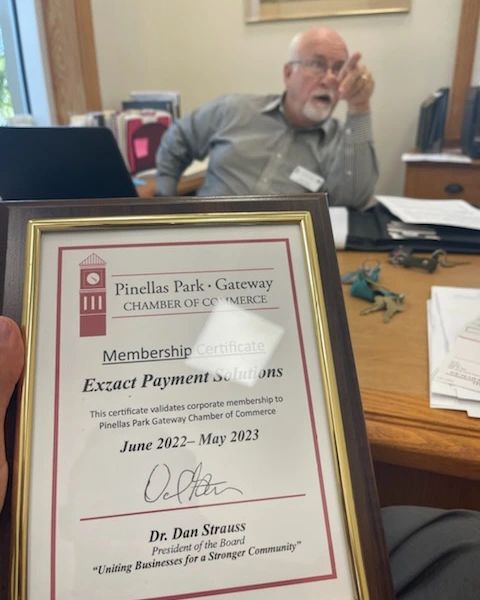 Pinellas Park · Gateway
CHAMBER OF COMMERCE
Membership Certificate
Exzact Payment Solutions
This certificate validates corporate membership to
Pinellas Park Gateway Chamber of Commerce
June 2022– May 2023
Dr. Dan Strauss
President of the Board
"Uniting Businesses for a Stronger Community"